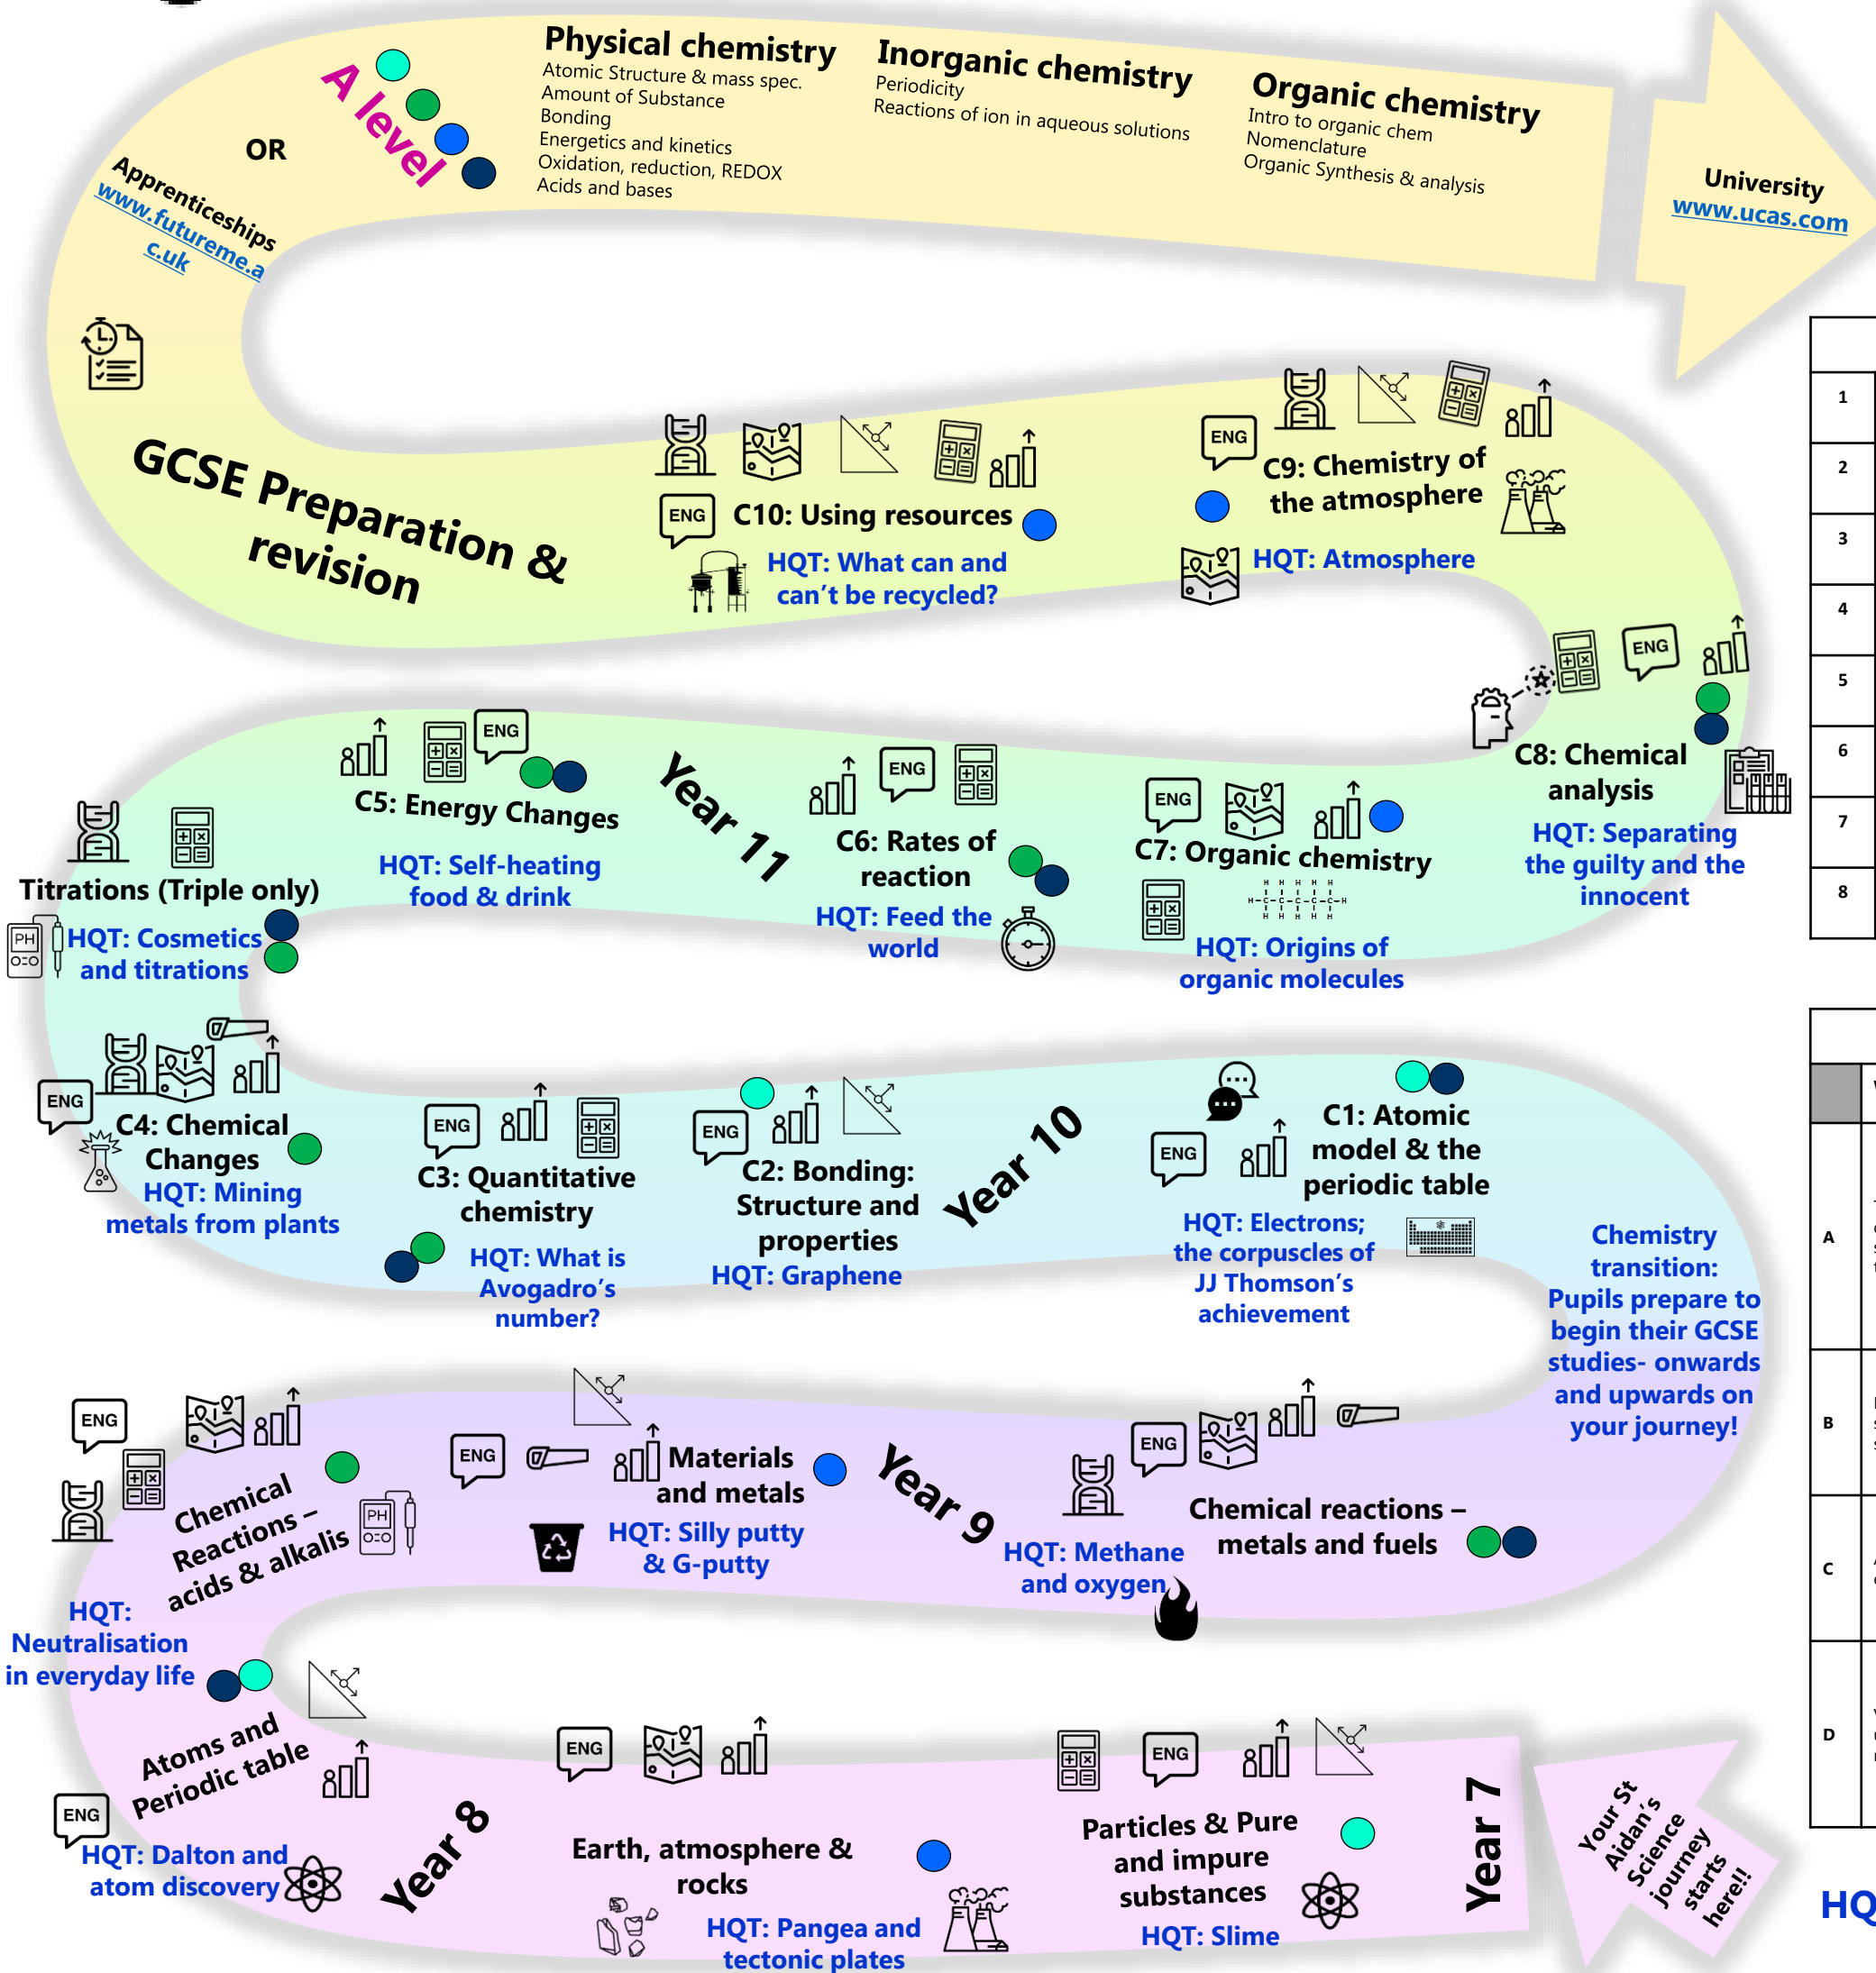 Physical chemistry
Atomic Structure & mass spec.
Amount of Substance
Bonding
Energetics and kinetics
Oxidation, reduction, REDOX
Acids and bases
Inorganic chemistry
Periodicity
Reactions of ion in aqueous solutions
Organic chemistry
Intro to organic chem
Nomenclature
Organic Synthesis & analysis
University
www.ucas.com
A level
OR
Apprenticeships
www.futureme.a
c.uk
GCSE Preparation &
revision
ENG
C10: Using resources
HQT: What can and
can't be recycled?
ENG
C9: Chemistry of
the atmosphere
HQT: Atmosphere
ENG
C8: Chemical
analysis
HQT: Separating
the guilty and the
innocent
ENG
C7: Organic chemistry
H H H H H
H-C-C-C-C-C-H
H H H H H
HQT: Origins of
organic molecules
ENG
C6: Rates of
reaction
HQT: Feed the
world
Year 11
ENG
C5: Energy Changes
HQT: Self-heating
food & drink
Titrations (Triple only)
PH
HQT: Cosmetics
and titrations
ENG
C4: Chemical
Changes
HQT: Mining
metals from plants
ENG
C3: Quantitative
chemistry
HQT: What is
Avogadro's
number?
ENG
C2: Bonding:
Structure and
properties
HQT: Graphene
Year 10
ENG
C1: Atomic
model & the
periodic table
HQT: Electrons;
the corpuscles of
JJ Thomson's
achievement
Chemistry
transition:
Pupils prepare to
begin their GCSE
studies- onwards
and upwards on
your journey!
ENG
Chemical reactions –
metals and fuels
HQT: Methane
and oxygen
Year 9
ENG
Materials
and metals
HQT: Silly putty
& G-putty
ENG
Chemical
Reactions –
acids & alkalis
PH
HQT:
Neutralisation
in everyday life
Atoms and
Periodic table
ENG
HQT: Dalton and
atom discovery
Year 8
ENG
Earth, atmosphere &
rocks
HQT: Pangea and
tectonic plates
ENG
Particles & Pure
and impure
substances
HQT: Slime
Year 7
Your St
Aidan's
Science
journey
starts
here!!
1
2
3
4
5
6
7
8
A
B
C
D
HQ